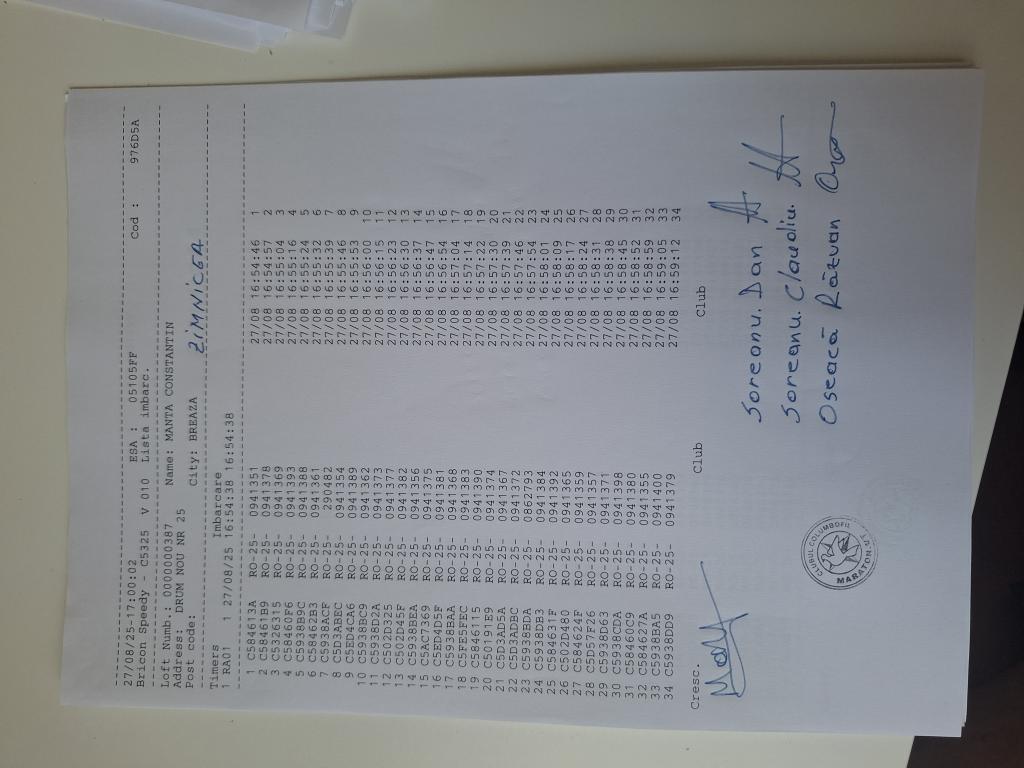 27/08/25-17:00:02 ESA : 05105FF Cod : 976D5A
Bricon Speedy - C5325 V 010 Lista imbarc.
Loft Numb.: 0000000387 Name: MANTA CONSTANTIN
Address: DRUM NOU NR 25
Post code: City: BREAZA ZIMNICEA
Timers Imbarcare
1 RA01 1 27/08/25 16:54:38 16:54:38
1 C584613A RO-25- 0941351 27/08 16:54:46 1
2 C58461B9 RO-25- 0941378 27/08 16:54:57 2
3 C5326315 RO-25- 0941369 27/08 16:55:04 3
4 C58460F6 RO-25- 0941393 27/08 16:55:16 4
5 C5938B9C RO-25- 0941388 27/08 16:55:24 5
6 C58462B3 RO-25- 0941361 27/08 16:55:32 6
7 C5938ACF RO-25- 290482 27/08 16:55:39 7
8 C5D3ABEC RO-25- 0941354 27/08 16:55:46 8
9 C5ED4CA6 RO-25- 0941389 27/08 16:55:53 9
10 C5938BC9 RO-25- 0941362 27/08 16:56:00 10
11 C5938D2A RO-25- 0941373 27/08 16:56:15 11
12 C502D325 RO-25- 0941377 27/08 16:56:23 12
13 C502D45F RO-25- 0941382 27/08 16:56:30 13
14 C5938BEA RO-25- 0941356 27/08 16:56:37 14
15 C5AC7369 RO-25- 0941375 27/08 16:56:47 15
16 C5ED4D5F RO-25- 0941381 27/08 16:56:54 16
17 C5938EAA RO-25- 0941368 27/08 16:57:04 17
18 C5FE5FEC RO-25- 0941383 27/08 16:57:14 18
19 C5846115 RO-25- 0941390 27/08 16:57:22 19
20 C50191E9 RO-25- 0941374 27/08 16:57:30 20
21 C5D3AD5A RO-25- 0941367 27/08 16:57:39 21
22 C5D3ADBC RO-25- 0941372 27/08 16:57:46 22
23 C5938BDA RO-25- 0862793 27/08 16:57:54 23
24 C5938DB3 RO-25- 0941384 27/08 16:58:01 24
25 C584631F RO-25- 0941392 27/08 16:58:09 25
26 C502D480 RO-25- 0941365 27/08 16:58:17 26
27 C584624F RO-25- 0941359 27/08 16:58:24 27
28 C5D57F26 RO-25- 0941357 27/08 16:58:31 28
29 C5938D63 RO-25- 0941371 27/08 16:58:38 29
30 C5938CDA RO-25- 0941398 27/08 16:58:45 30
31 C58460D9 RO-25- 0941360 27/08 16:58:52 31
32 C584627A RO-25- 0941355 27/08 16:58:59 32
33 C5938BA5 RO-25- 0941400 27/08 16:59:05 33
34 C5938DD9 RO-25- 0941379 27/08 16:59:12 34
Cresc. Club Club
Soreanu. Dan
Soreanu. Claudiu.
Oseacă Răzvan
CLUBUL COLUMBOFIL
MARATON